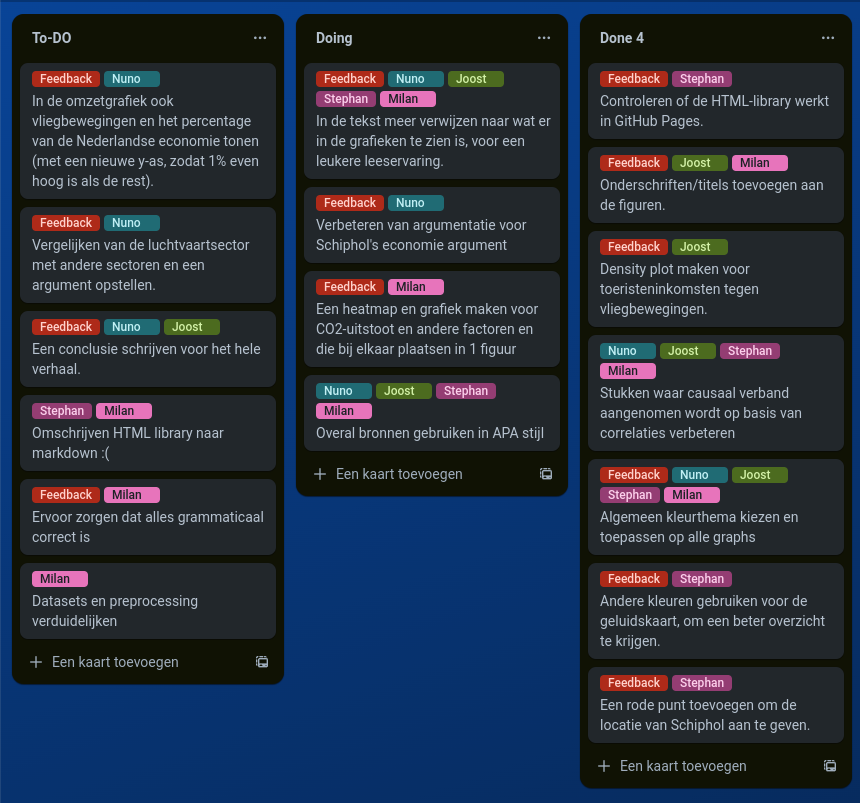 To-DO
Feedback Nuno
In de omzetgrafiek ook
vliegbewegingen en het percentage
van de Nederlandse economie tonen
(met een nieuwe y-as, zodat 1% even
hoog is als de rest).
Feedback Nuno
Vergelijken van de luchtvaartsector
met andere sectoren en een
argument opstellen.
Feedback Nuno Joost
Een conclusie schrijven voor het hele
verhaal.
Stephan Milan
Omschrijven HTML library naar
markdown :(
Feedback Milan
Ervoor zorgen dat alles grammaticaal
correct is
Milan
Datasets en preprocessing
verduidelijken
Een kaart toevoegen
Doing
Feedback Nuno Joost
Stephan Milan
In de tekst meer verwijzen naar wat er
in de grafieken te zien is, voor een
leukere leeservaring.
Feedback Nuno
Verbeteren van argumentatie voor
Schiphol's economie argument
Feedback Milan
Een heatmap en grafiek maken voor
CO2-uitstoot en andere factoren en
die bij elkaar plaatsen in 1 figuur
Nuno Joost Stephan
Milan
Overal bronnen gebruiken in APA stijl
Een kaart toevoegen
Done 4
Feedback Stephan
Controleren of de HTML-library werkt
in GitHub Pages.
Feedback Joost Milan
Onderschriften/titels toevoegen aan
de figuren.
Feedback Joost
Density plot maken voor
toeristeninkomsten tegen
vliegbewegingen.
Nuno Joost Stephan
Milan
Stukken waar causaal verband
aangenomen wordt op basis van
correlaties verbeteren
Feedback Nuno Joost
Stephan Milan
Algemeen kleurthema kiezen en
toepassen op alle graphs
Feedback Stephan
Andere kleuren gebruiken voor de
geluidskaart, om een beter overzicht
te krijgen.
Feedback Stephan
Een rode punt toevoegen om de
locatie van Schiphol aan te geven.
Een kaart toevoegen